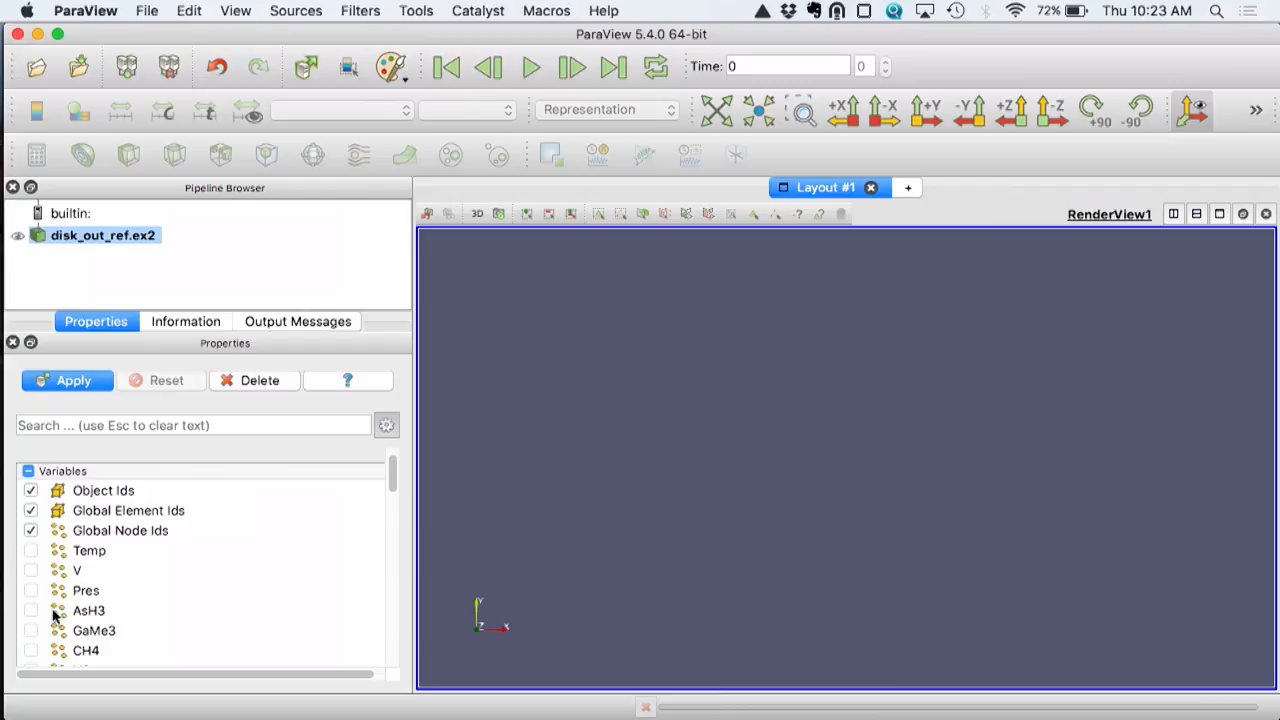 ParaView File Edit View Sources Filters Tools Catalyst Macros Help 72% Thu 10:23 AM
ParaView 5.4.0 64-bit
Time: 0 0
Representation +X -X +Y -Y +Z -Z +90 -90 »
Pipeline Browser
Layout #1 +
builtin:
3D RenderView1
disk_out_ref.ex2
Properties Information Output Messages
Properties
Apply Reset Delete ?
Search ... (use Esc to clear text)
Variables
Object Ids
Global Element Ids
Global Node Ids
Temp
V
Pres
AsH3
GaMe3
CH4
Y
Z X